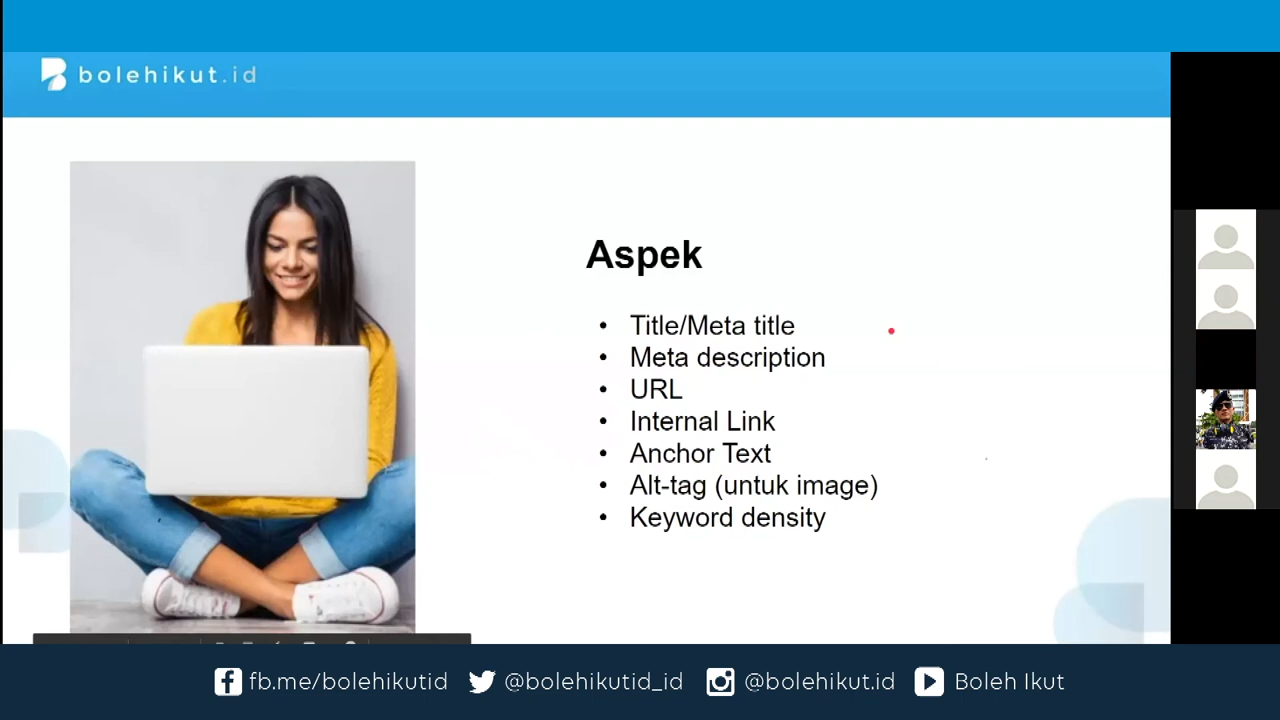 bolehikut.id
Aspek
• Title/Meta title
• Meta description
• URL
• Internal Link
• Anchor Text
• Alt-tag (untuk image)
• Keyword density
fb.me/bolehikutid @bolehikutid_id @bolehikut.id Boleh Ikut